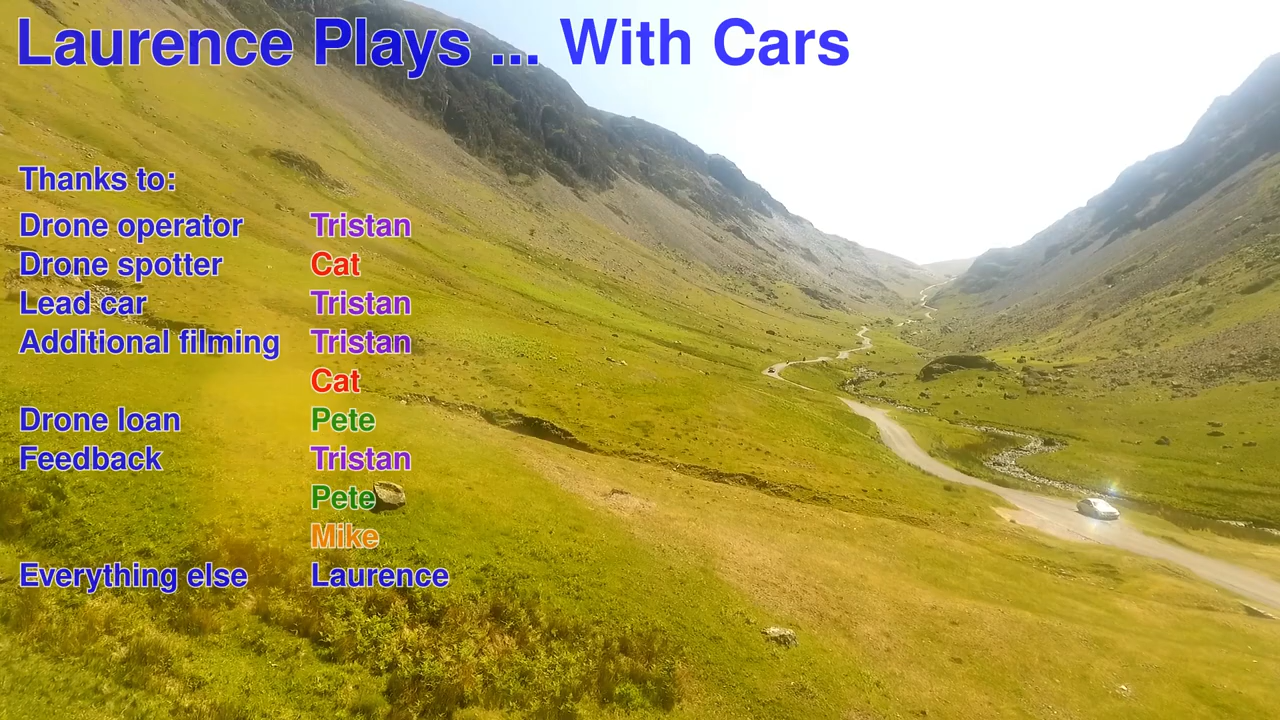 Laurence Plays ... With Cars
Thanks to:
Drone operator Tristan
Drone spotter Cat
Lead car Tristan
Additional filming Tristan
Cat
Drone loan Pete
Feedback Tristan
Pete
Mike
Everything else Laurence